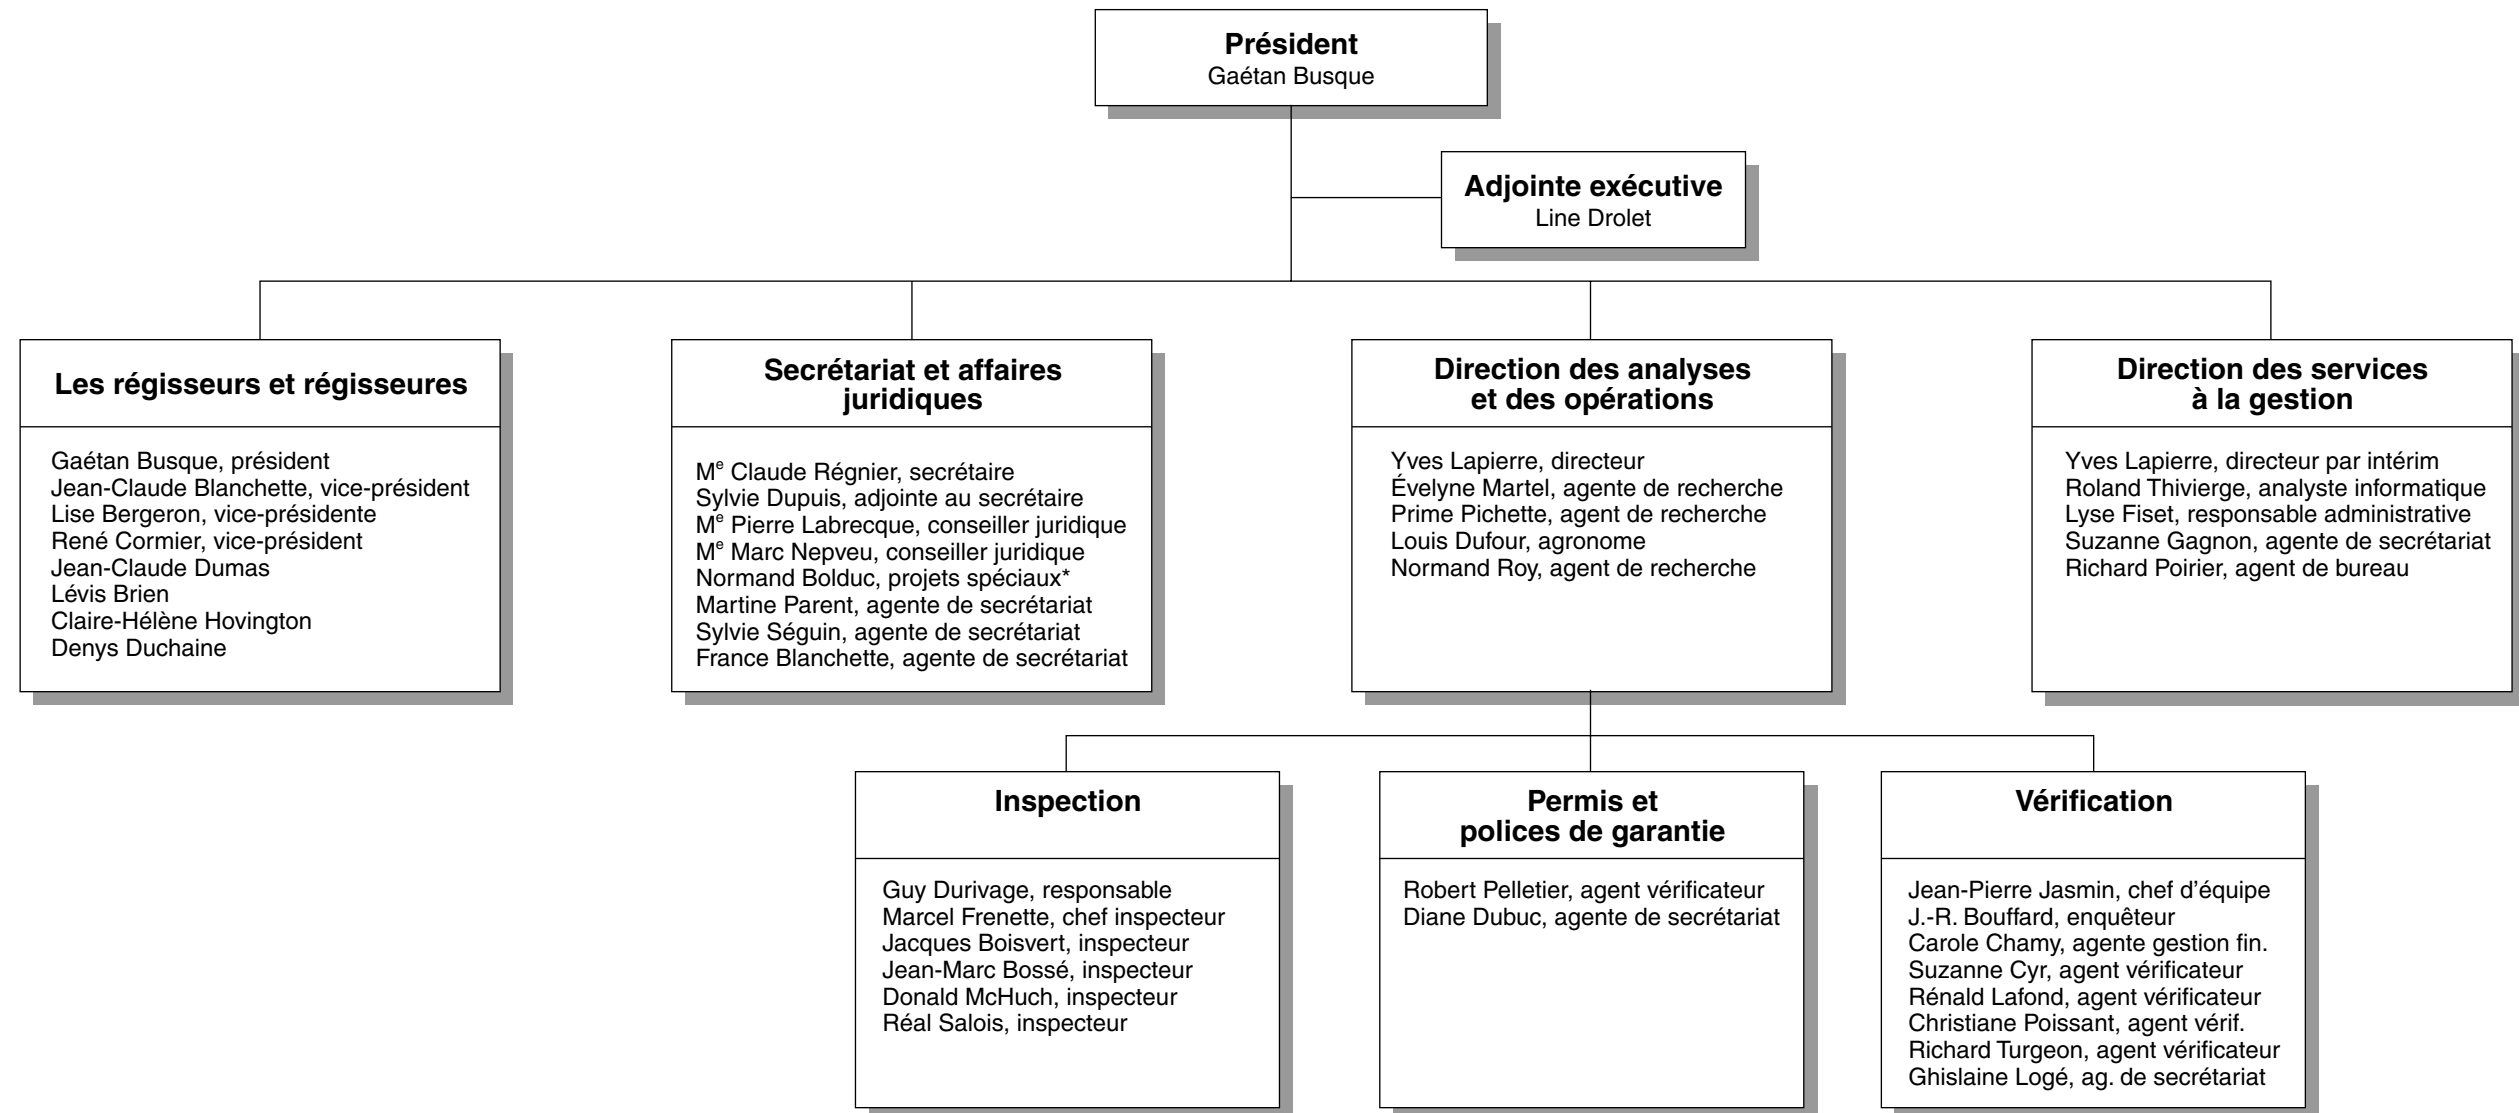 Président
Gaétan Busque
Adjointe exécutive
Line Drolet
Les régisseurs et régisseures
Gaétan Busque, président
Jean-Claude Blanchette, vice-président
Lise Bergeron, vice-présidente
René Cormier, vice-président
Jean-Claude Dumas
Lévis Brien
Claire-Hélène Hovington
Denys Duchaine
Secrétariat et affaires
juridiques
Me Claude Régnier, secrétaire
Sylvie Dupuis, adjointe au secrétaire
Me Pierre Labrecque, conseiller juridique
Me Marc Nepveu, conseiller juridique
Normand Bolduc, projets spéciaux*
Martine Parent, agente de secrétariat
Sylvie Séguin, agente de secrétariat
France Blanchette, agente de secrétariat
Direction des analyses
et des opérations
Yves Lapierre, directeur
Évelyne Martel, agente de recherche
Prime Pichette, agent de recherche
Louis Dufour, agronome
Normand Roy, agent de recherche
Direction des services
à la gestion
Yves Lapierre, directeur par intérim
Roland Thivierge, analyste informatique
Lyse Fiset, responsable administrative
Suzanne Gagnon, agente de secrétariat
Richard Poirier, agent de bureau
Inspection
Guy Durivage, responsable
Marcel Frenette, chef inspecteur
Jacques Boisvert, inspecteur
Jean-Marc Bossé, inspecteur
Donald McHuch, inspecteur
Réal Salois, inspecteur
Permis et
polices de garantie
Robert Pelletier, agent vérificateur
Diane Dubuc, agente de secrétariat
Vérification
Jean-Pierre Jasmin, chef d’équipe
J.-R. Bouffard, enquêteur
Carole Chamy, agente gestion fin.
Suzanne Cyr, agent vérificateur
Rénald Lafond, agent vérificateur
Christiane Poissant, agent vérif.
Richard Turgeon, agent vérificateur
Ghislaine Logé, ag. de secrétariat